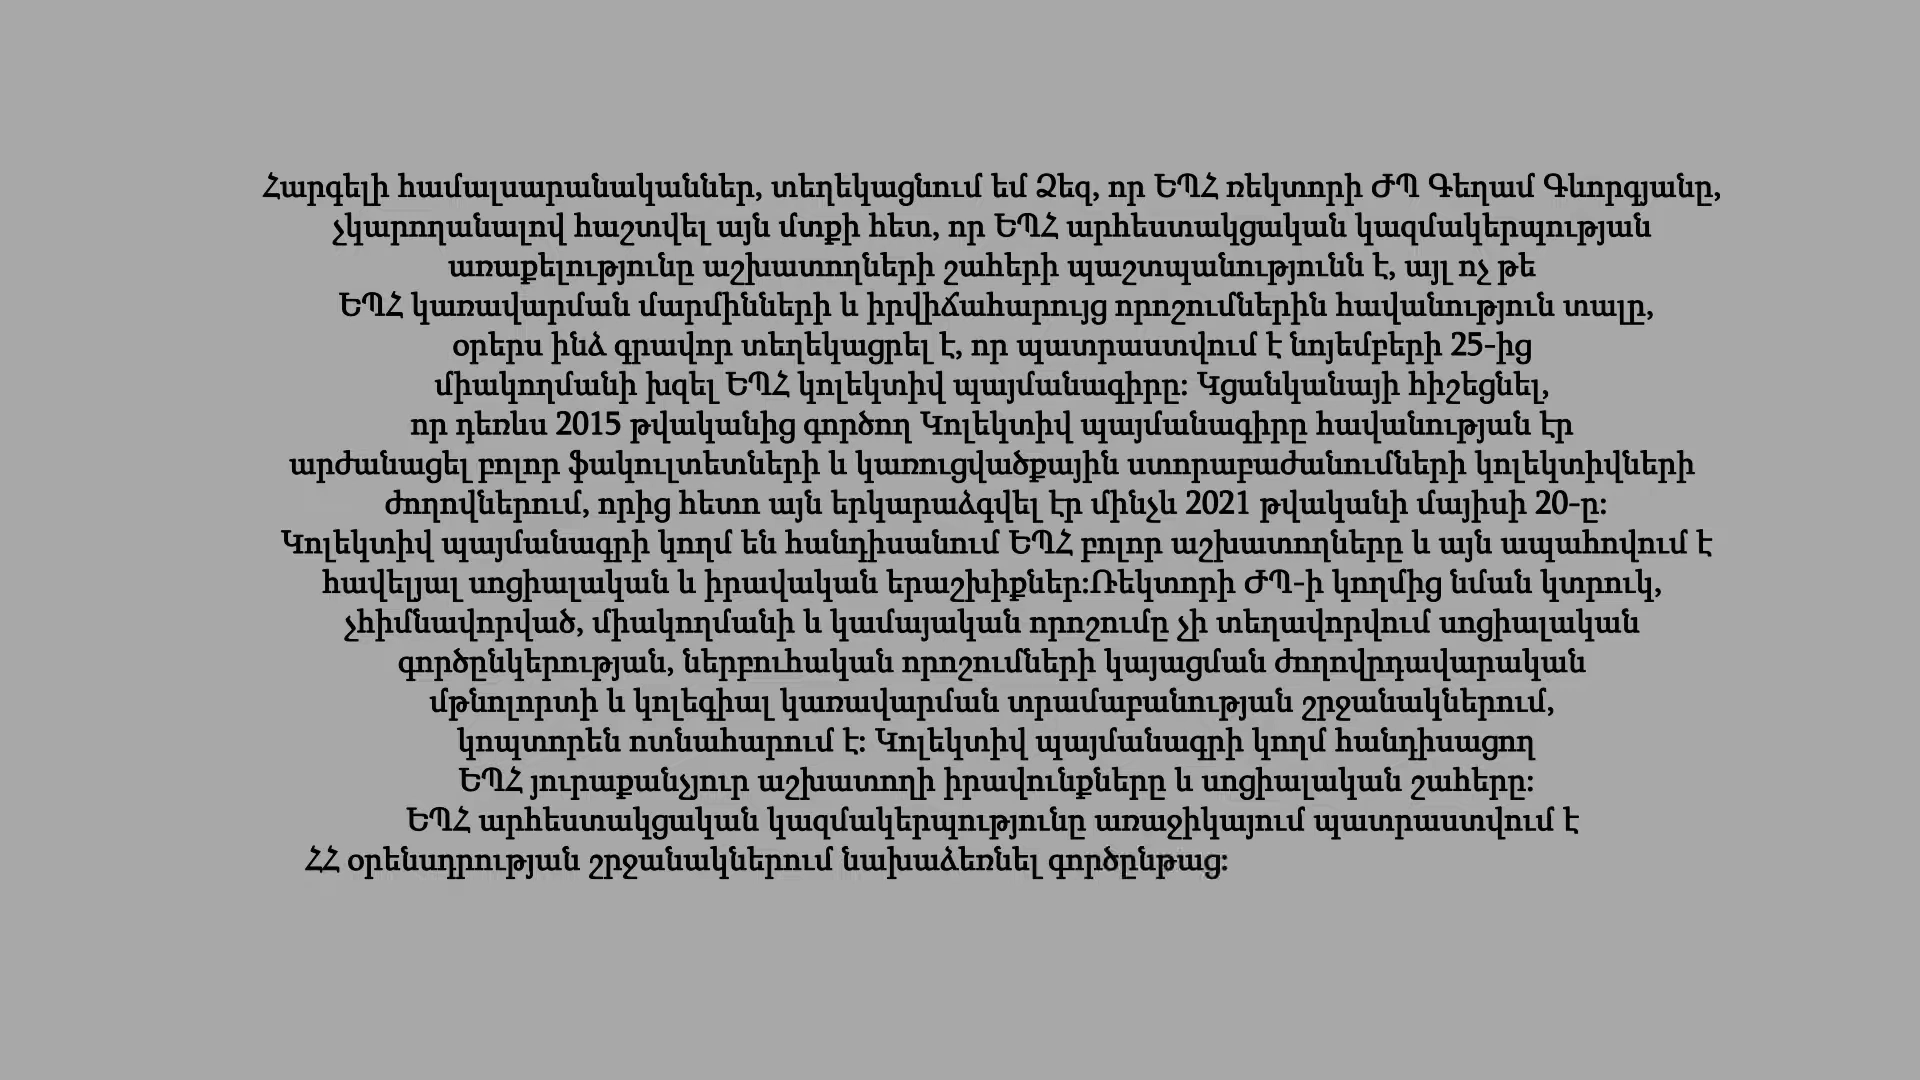 Հարգելի համալսարանականներ, տեղեկացնում եմ Ձեզ, որ ԵՊՀ ռեկտորի ԺՊ Գեղամ Գևորգյանը,
չկարողանալով հաշտվել այն մտքի հետ, որ ԵՊՀ արհեստակցական կազմակերպության
առաքելությունը աշխատողների շահերի պաշտպանությունն է, այլ ոչ թե
ԵՊՀ կառավարման մարմինների և իրվիճահարույց որոշումներին հավանություն տալը,
օրերս ինձ գրավոր տեղեկացրել է, որ պատրաստվում է նոյեմբերի 25-ից
միակողմանի խզել ԵՊՀ կոլեկտիվ պայմանագիրը։ Կցանկանայի հիշեցնել,
որ դեռևս 2015 թվականից գործող Կոլեկտիվ պայմանագիրը հավանության էր
արժանացել բոլոր ֆակուլտետների և կառուցվածքային ստորաբաժանումների կոլեկտիվների
ժողովներում, որից հետո այն երկարաձգվել էր մինչև 2021 թվականի մայիսի 20-ը։
Կոլեկտիվ պայմանագրի կողմ են հանդիսանում ԵՊՀ բոլոր աշխատողները և այն ապահովում է
հավելյալ սոցիալական և իրավական երաշխիքներ։Ռեկտորի ԺՊ-ի կողմից նման կտրուկ,
չհիմնավորված, միակողմանի և կամայական որոշումը չի տեղավորվում սոցիալական
գործընկերության, ներբուհական որոշումների կայացման ժողովրդավարական
մթնոլորտի և կոլեգիալ կառավարման տրամաբանության շրջանակներում,
կոպտորեն ոտնահարում է։ Կոլեկտիվ պայմանագրի կողմ հանդիսացող
ԵՊՀ յուրաքանչյուր աշխատողի իրավունքները և սոցիալական շահերը։
ԵՊՀ արհեստակցական կազմակերպությունը առաջիկայում պատրաստվում է
ՀՀ օրենսդրության շրջանակներում նախաձեռնել գործընթաց։